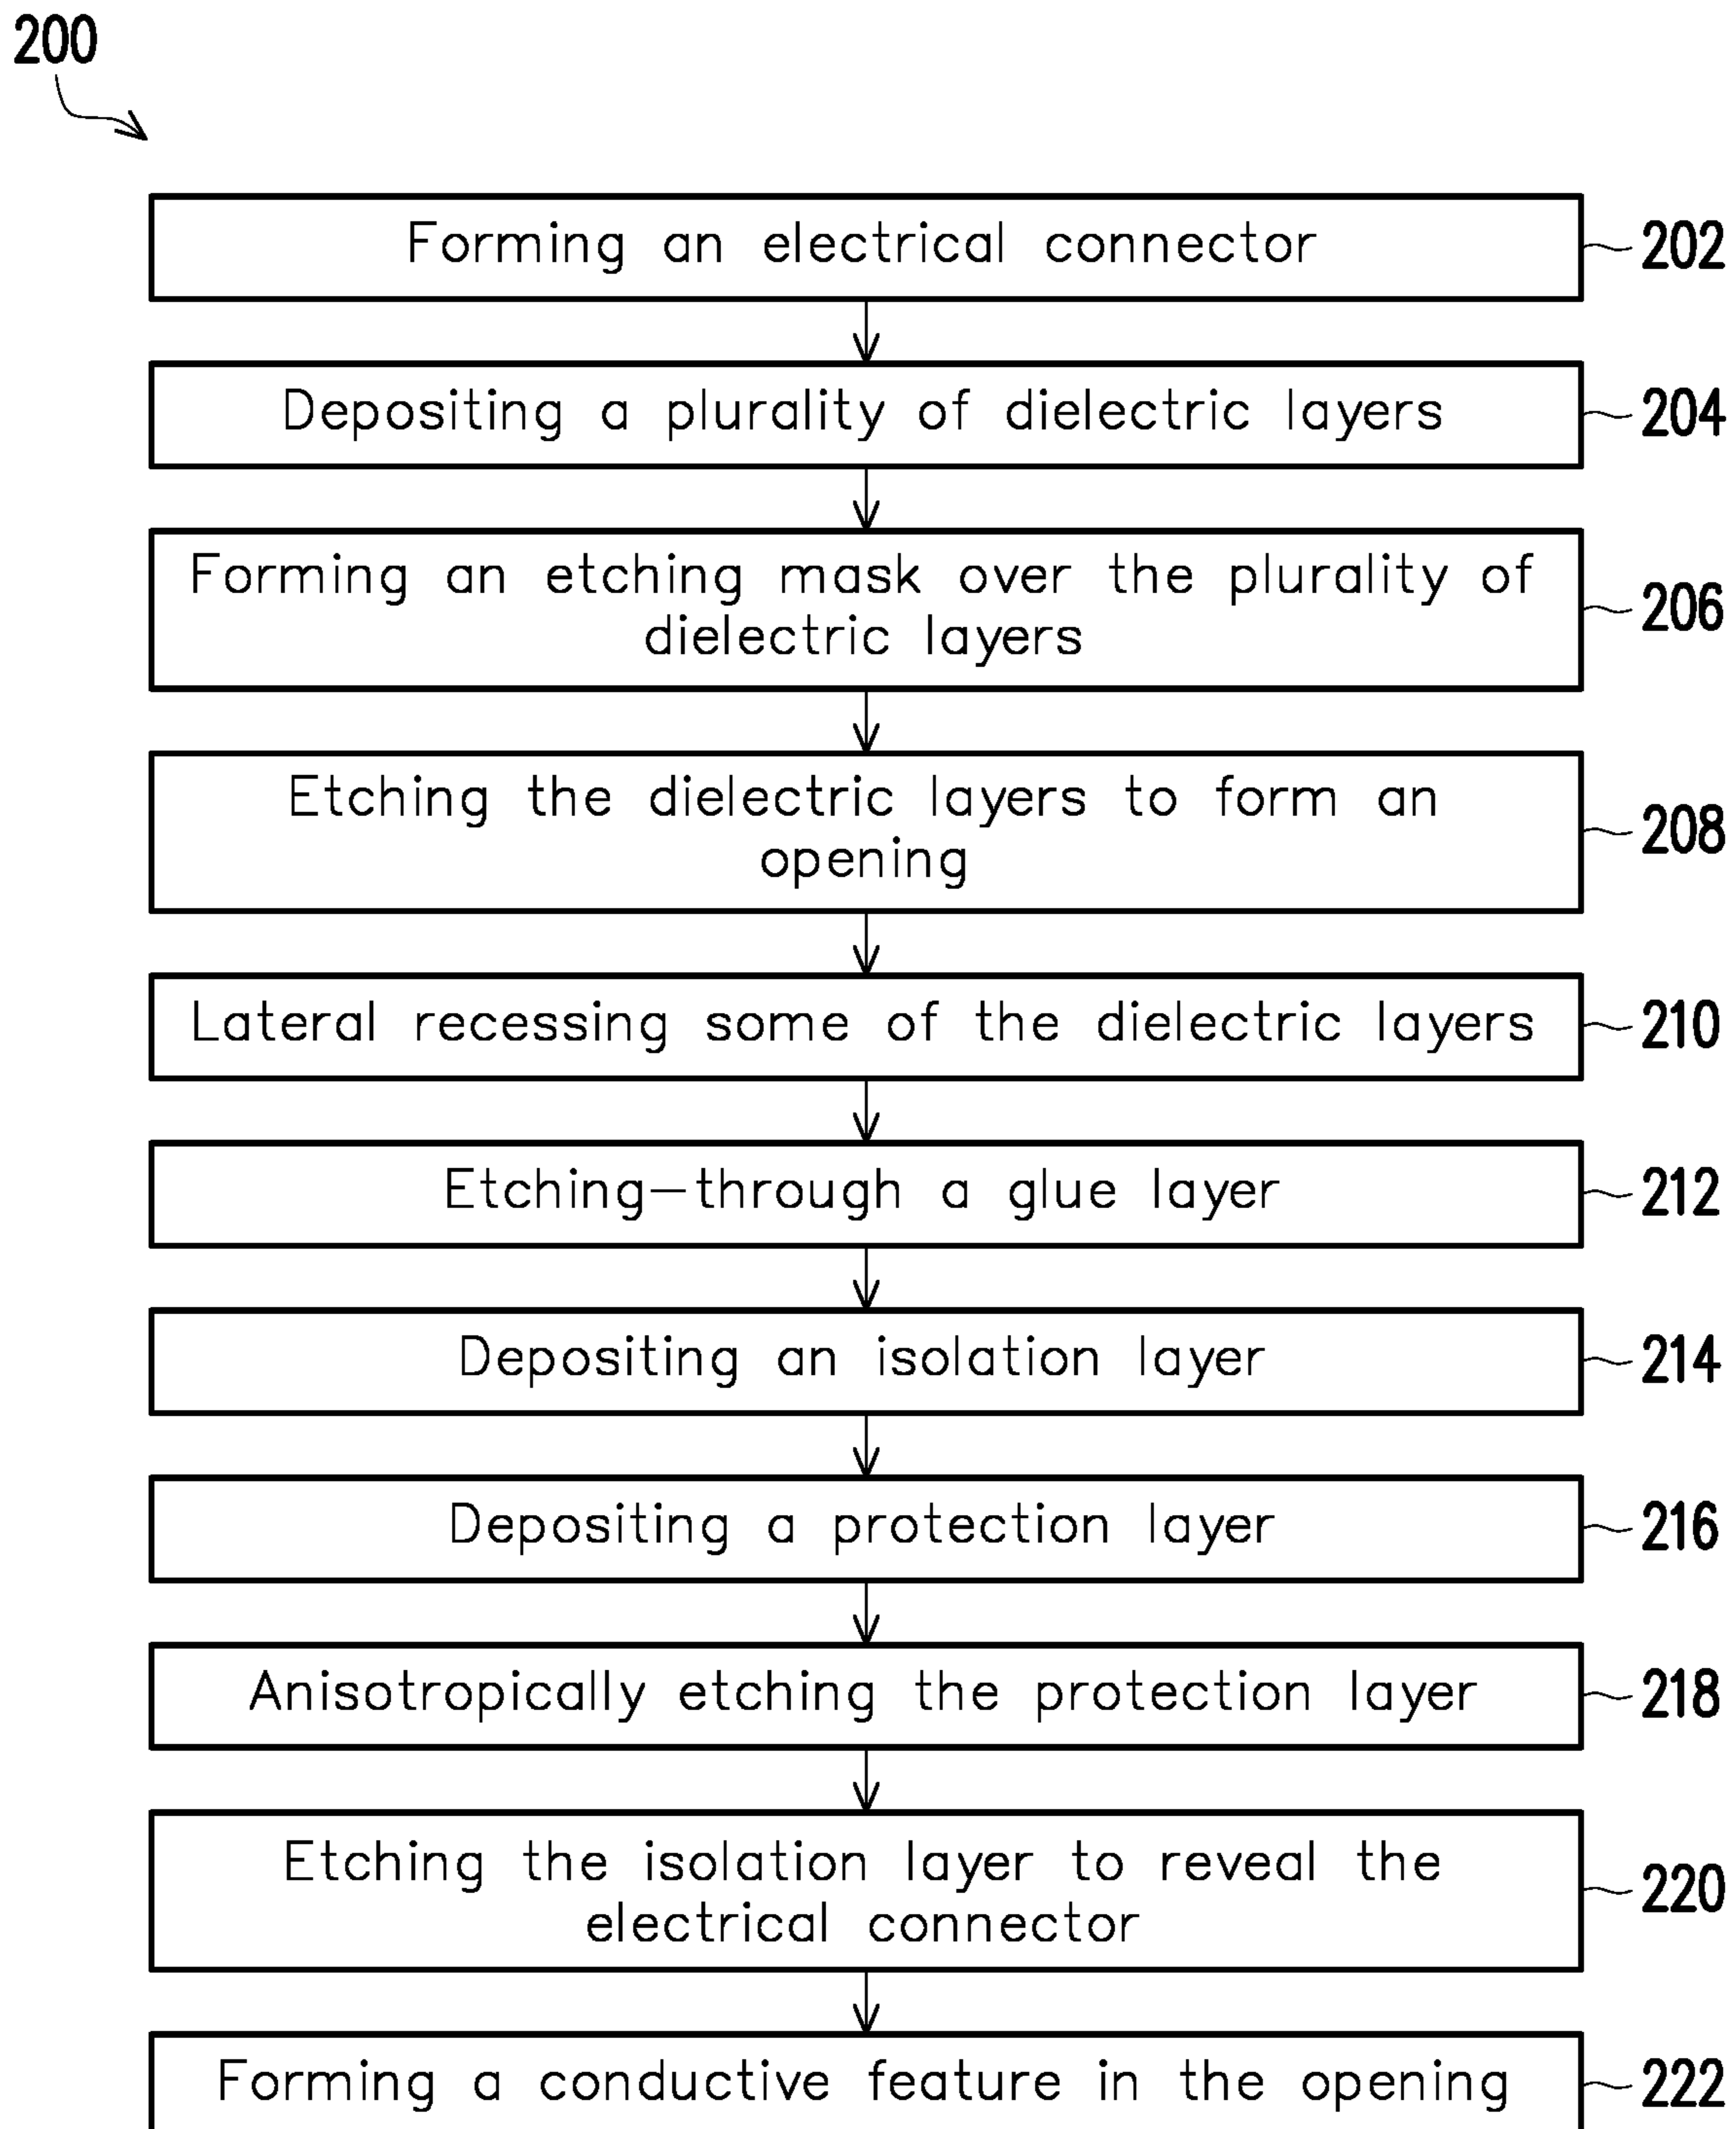 200
Forming an electrical connector
202
Depositing a plurality of dielectric layers
204
Forming an etching mask over the plurality of
dielectric layers
206
Etching the dielectric layers to form an
opening
208
Lateral recessing some of the dielectric layers
210
Etching-through a glue layer
212
Depositing an isolation layer
214
Depositing a protection layer
216
Anisotropically etching the protection layer
218
Etching the isolation layer to reveal the
electrical connector
220
Forming a conductive feature in the opening
222